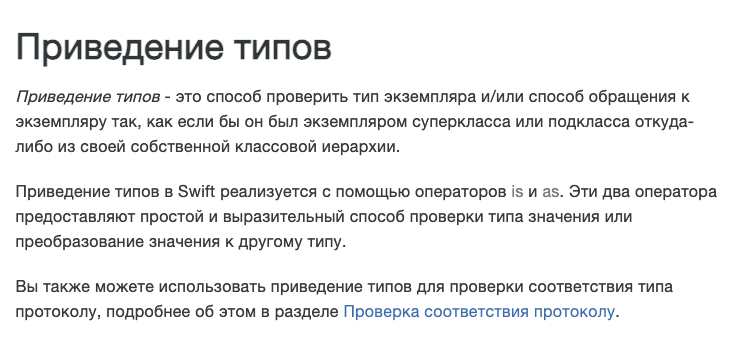 Приведение типов
Приведение типов - это способ проверить тип экземпляра и/или способ обращения к
экземпляру так, как если бы он был экземпляром суперкласса или подкласса откуда-
либо из своей собственной классовой иерархии.
Приведение типов в Swift реализуется с помощью операторов is и as. Эти два оператора
предоставляют простой и выразительный способ проверки типа значения или
преобразование значения к другому типу.
Вы также можете использовать приведение типов для проверки соответствия типа
протоколу, подробнее об этом в разделе Проверка соответствия протоколу.